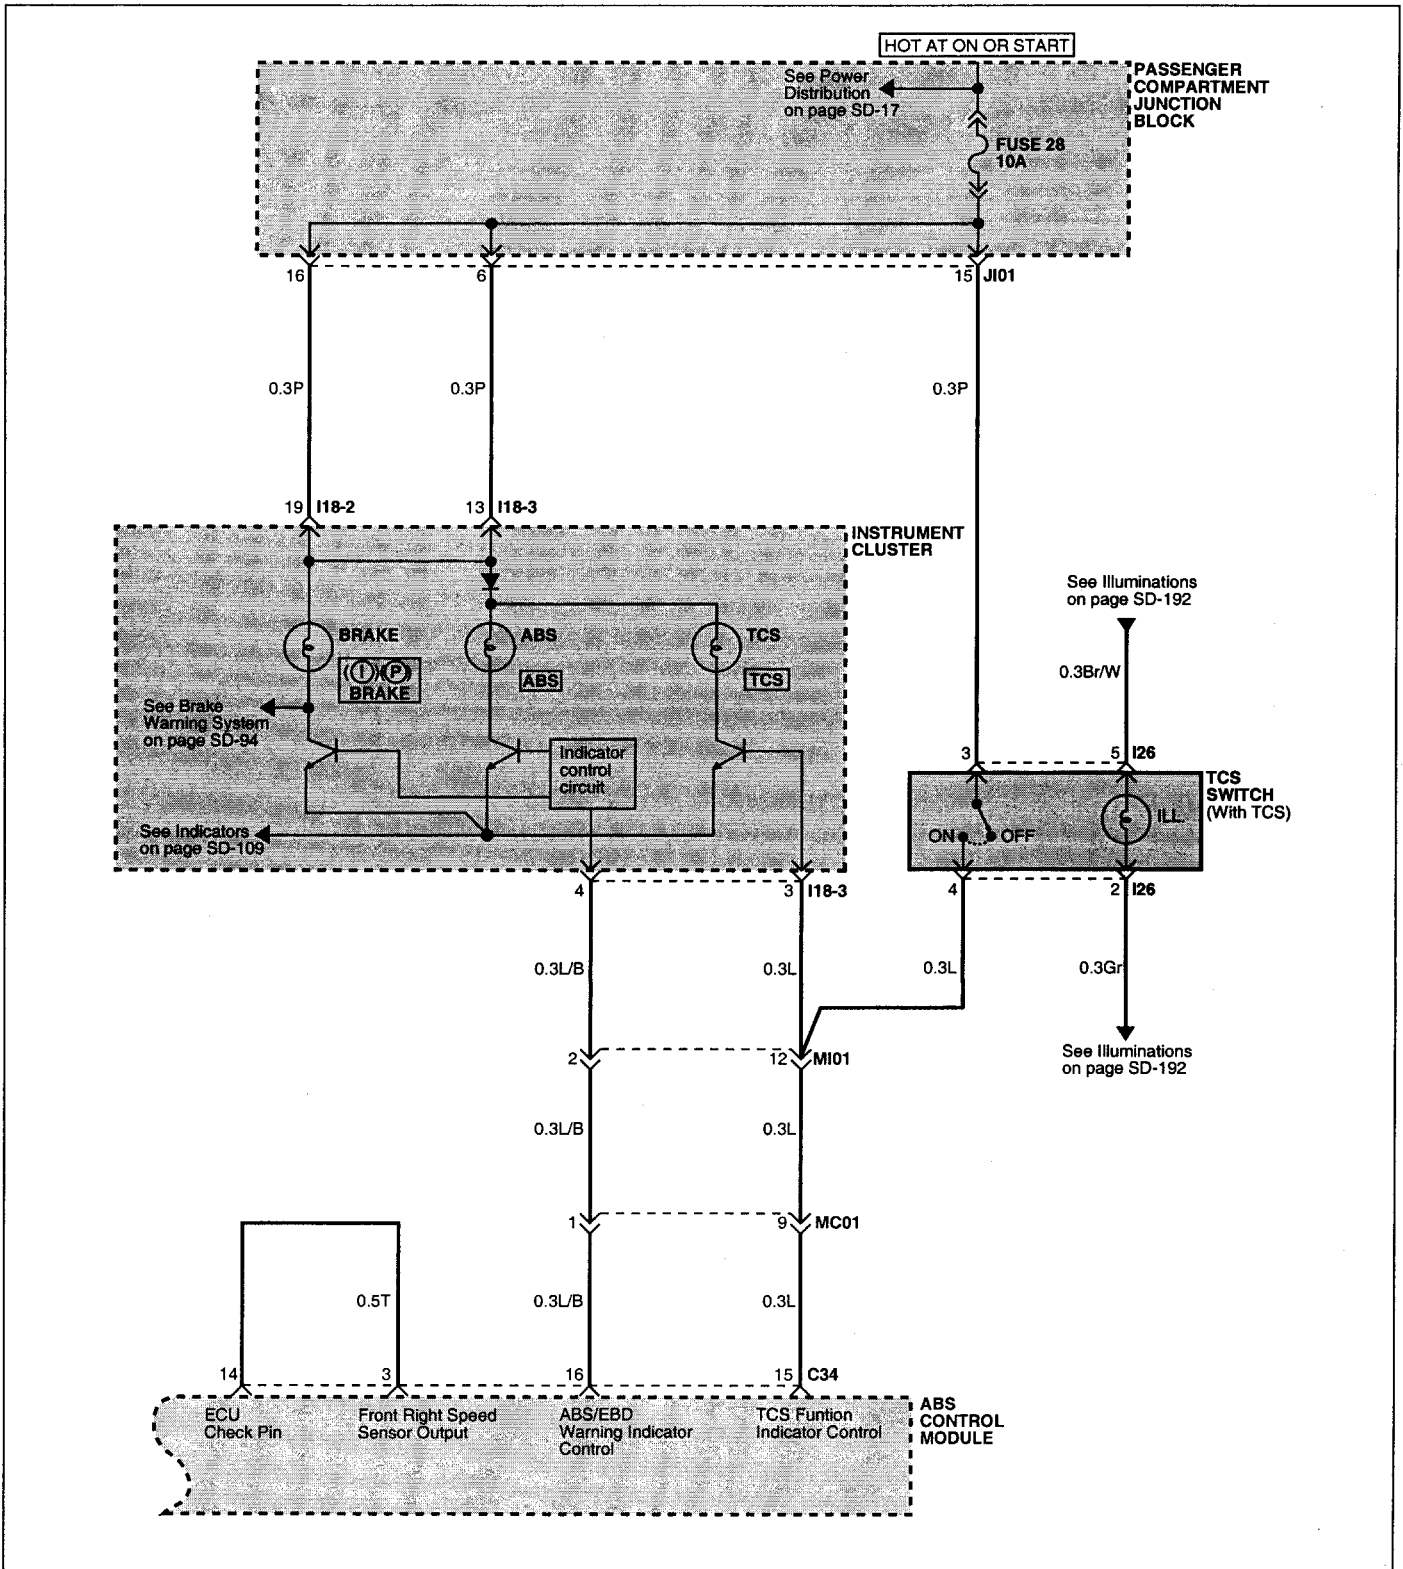 HOT AT ON OR START
See Power
Distribution
on page SD-17
PASSENGER
COMPARTMENT
JUNCTION
BLOCK
FUSE 28
10A
16
6
15 JI01
0.3P
0.3P
0.3P
19 I18-2
13 I18-3
INSTRUMENT
CLUSTER
See Illuminations
on page SD-192
BRAKE
ABS
TCS
(I) (P)
BRAKE
ABS
TCS
0.3Br/W
See Brake
Warning System
on page SD-94
Indicator
control
circuit
3
5 I26
TCS
SWITCH
(With TCS)
ILL.
ON
OFF
See Indicators
on page SD-109
4
3 I18-3
4
2 I26
0.3L/B
0.3L
0.3L
0.3Gr
2
12 MI01
See Illuminations
on page SD-192
0.3L/B
0.3L
1
9 MC01
0.5T
0.3L/B
0.3L
14
3
16
15 C34
ECU
Check Pin
Front Right Speed
Sensor Output
ABS/EBD
Warning Indicator
Control
TCS Funtion
Indicator Control
ABS
CONTROL
MODULE